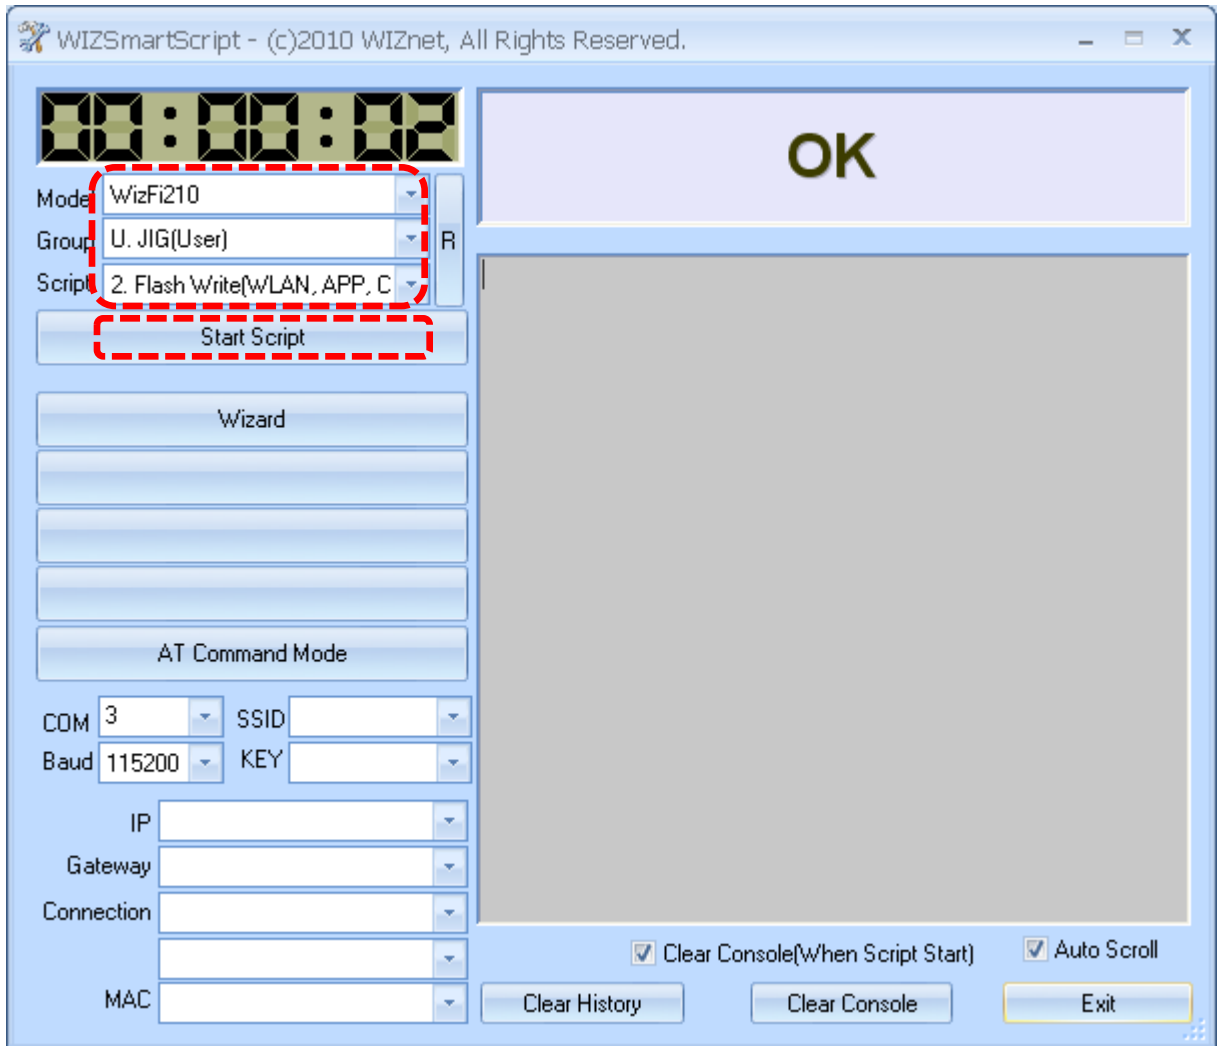 WIZSmartScript - (c)2010 WIZnet, All Rights Reserved.
00:00:02
OK
Model WizFi210
Group U. JIG(User)
R
Script 2. Flash Write(WLAN, APP, C
Start Script
Wizard
AT Command Mode
COM 3 SSID
Baud 115200 KEY
IP
Gateway
Connection
MAC
Clear Console(When Script Start) Auto Scroll
Clear History Clear Console Exit